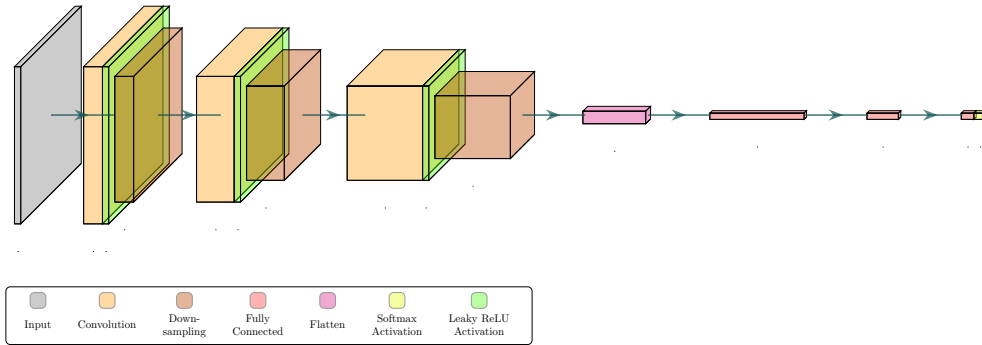 Input
Convolution
Down-
sampling
Fully
Connected
Flatten
Softmax
Activation
Leaky ReLU
Activation